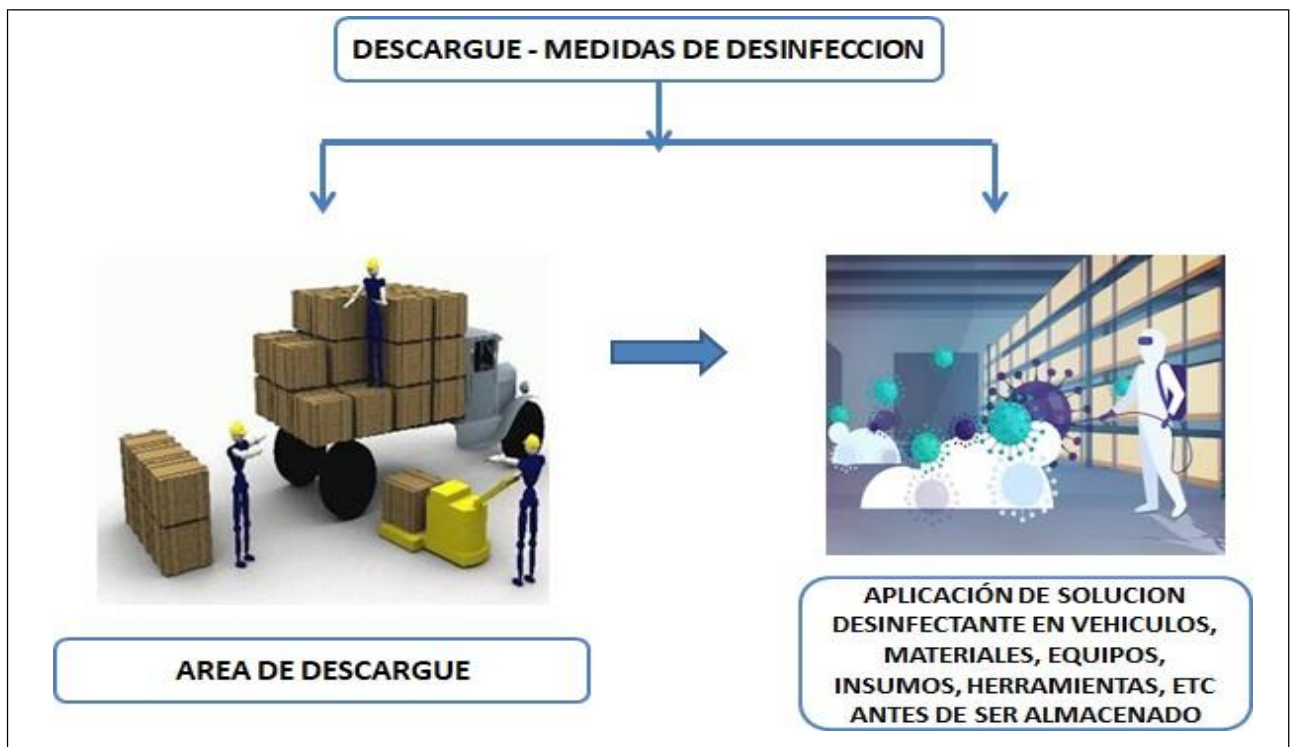 DESCARGUE - MEDIDAS DE DESINFECCION
AREA DE DESCARGUE
APLICACIÓN DE SOLUCION
DESINFECTANTE EN VEHICULOS,
MATERIALES, EQUIPOS,
INSUMOS, HERRAMIENTAS, ETC
ANTES DE SER ALMACENADO